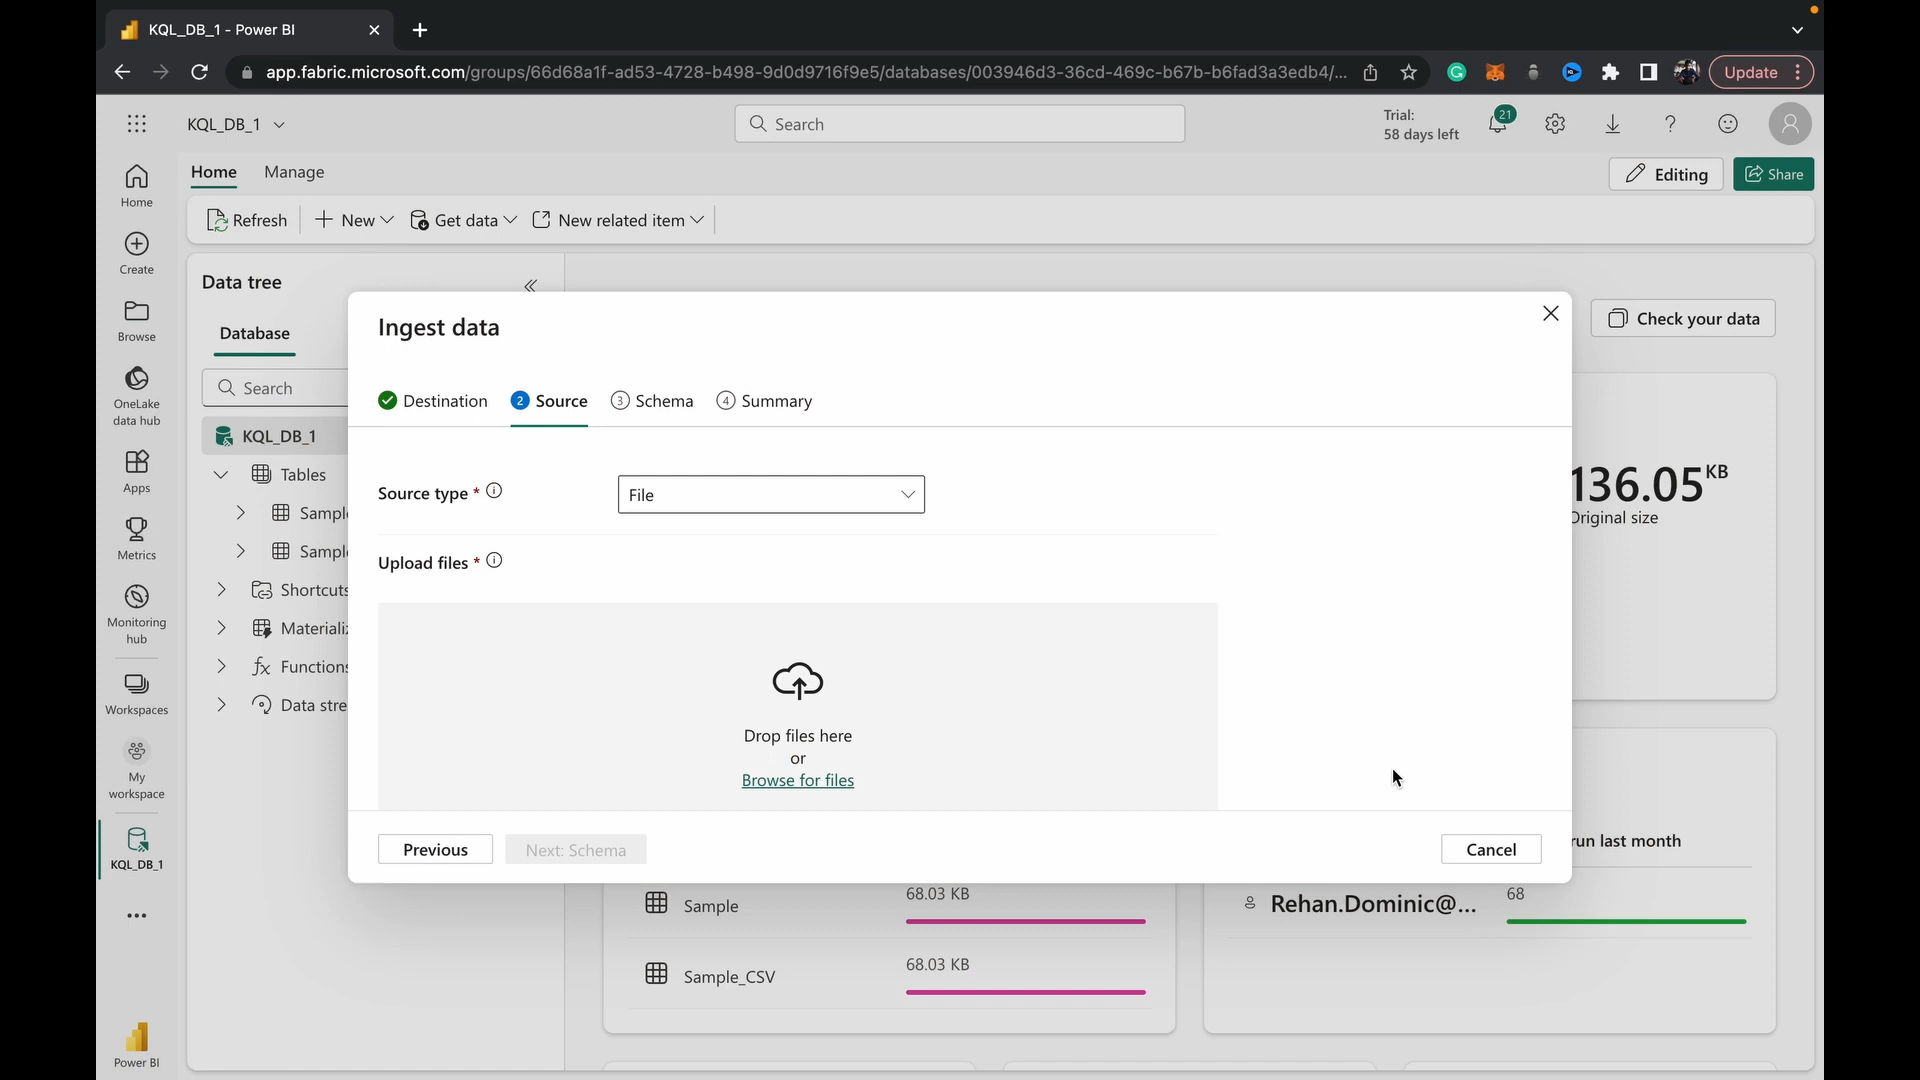 KQL_DB_1 - Power BI
app.fabric.microsoft.com/groups/66d68a1f-ad53-4728-b498-9d0d9716f9e5/databases/003946d3-36cd-469c-b67b-b6fad3a3edb4/...
Update
KQL_DB_1
Search
Trial:
58 days left
21
Home
Manage
Editing
Share
Refresh
New
Get data
New related item
Home
Create
Browse
OneLake
data hub
Apps
Metrics
Monitoring
hub
Workspaces
My
workspace
KQL_DB_1
Power BI
Data tree
Database
Search
KQL_DB_1
Tables
Sampl
Sampl
Shortcuts
Materializ
Functions
Data stre
Check your data
Ingest data
Destination
2 Source
3 Schema
4 Summary
Source type *
File
Upload files *
Drop files here
or
Browse for files
Previous
Next: Schema
Cancel
136.05 KB
Original size
run last month
Sample
68.03 KB
Rehan.Dominic@...
68
Sample_CSV
68.03 KB